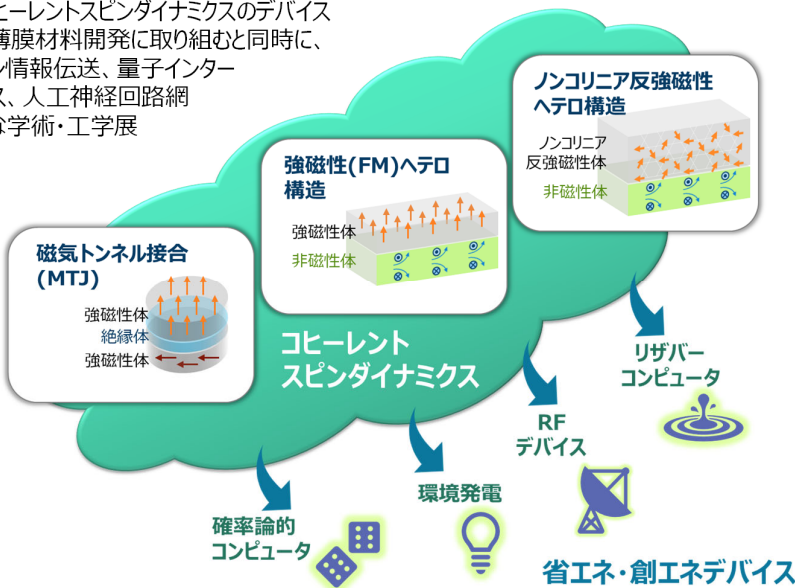 ヒーレントスピンダイナミクスのデバイス
薄膜材料開発に取り組むと同時に、
情報伝送、量子インター
、人工神経回路網
な学術・工学展
ノンコリニア反強磁性
ヘテロ構造
ノンコリニア
反強磁性体
非磁性体
強磁性(FM)ヘテロ
構造
強磁性体
非磁性体
磁気トンネル接合
(MTJ)
強磁性体
絶縁体
強磁性体
コヒーレント
スピンダイナミクス
リザバー
コンピュータ
RF
デバイス
環境発電
確率論的
コンピュータ
省エネ・創エネデバイス